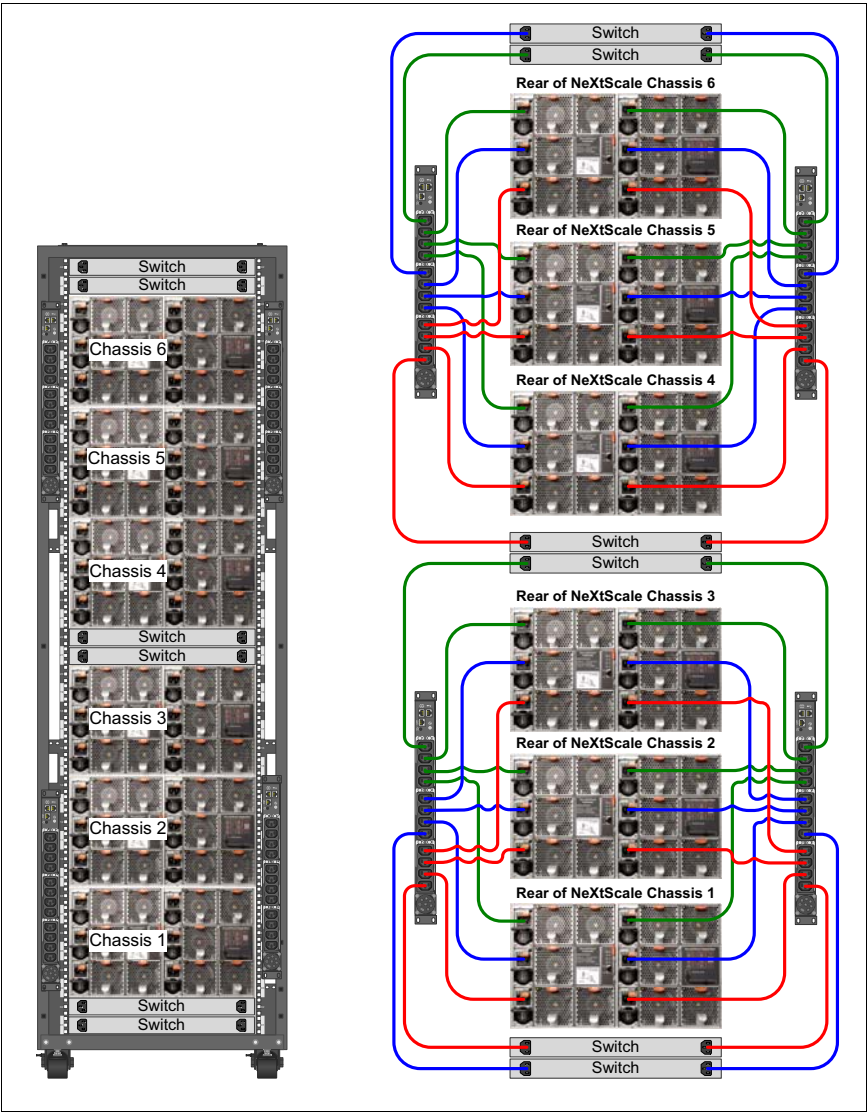 Switch
Switch
Chassis 6
Chassis 5
Chassis 4
Switch
Switch
Chassis 3
Chassis 2
Chassis 1
Switch
Switch
Switch
Switch
Rear of NeXtScale Chassis 6
Rear of NeXtScale Chassis 5
Rear of NeXtScale Chassis 4
Switch
Switch
Rear of NeXtScale Chassis 3
Rear of NeXtScale Chassis 2
Rear of NeXtScale Chassis 1
Switch
Switch